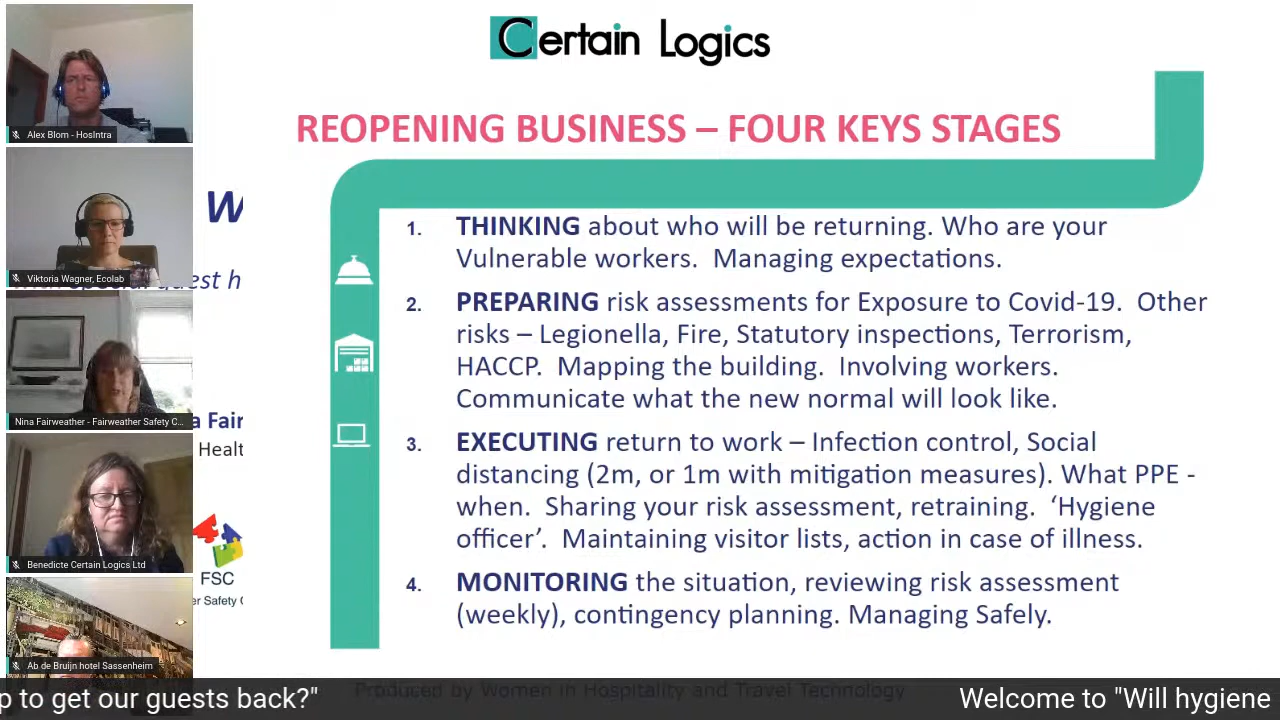 Certain Logics
REOPENING BUSINESS – FOUR KEYS STAGES
1. THINKING about who will be returning. Who are your
Vulnerable workers. Managing expectations.
2. PREPARING risk assessments for Exposure to Covid-19. Other
risks – Legionella, Fire, Statutory inspections, Terrorism,
HACCP. Mapping the building. Involving workers.
Communicate what the new normal will look like.
3. EXECUTING return to work – Infection control, Social
distancing (2m, or 1m with mitigation measures). What PPE -
when. Sharing your risk assessment, retraining. ‘Hygiene
officer’. Maintaining visitor lists, action in case of illness.
4. MONITORING the situation, reviewing risk assessment
(weekly), contingency planning. Managing Safely.
Produced by Women in Hospitality and Travel Technology
Alex Blom - HosIntra
W
Viktoria Wagner, Ecolab
guest h
Nina Fairweather - Fairweather Safety C...
a Fair
Healt
Benedicte Certain Logics Ltd
FSC
er Safety C
Ab de Bruijn hotel Sassenheim
p to get our guests back?" Welcome to "Will hygiene